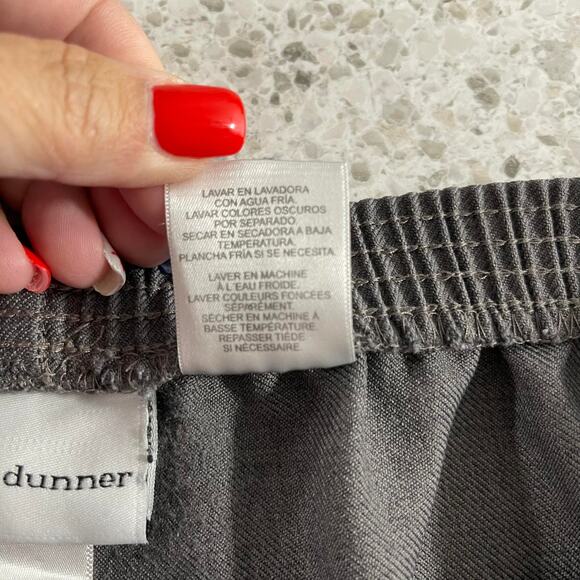 LAVAR EN LAVADORA
CON AGUA FRÍA.
LAVAR COLORES OSCUROS
POR SEPARADO.
SECAR EN SECADORA A BAJA
TEMPERATURA.
PLANCHA FRÍA SI SE NECESITA.
LAVER EN MACHINE
À L'EAU FROIDE.
LAVER COULEURS FONCÉES
SÉPARÉMENT.
SÉCHER EN MACHINE À
BASSE TEMPÉRATURE.
REPASSER TIÈDE
SI NÉCESSAIRE.
dunner